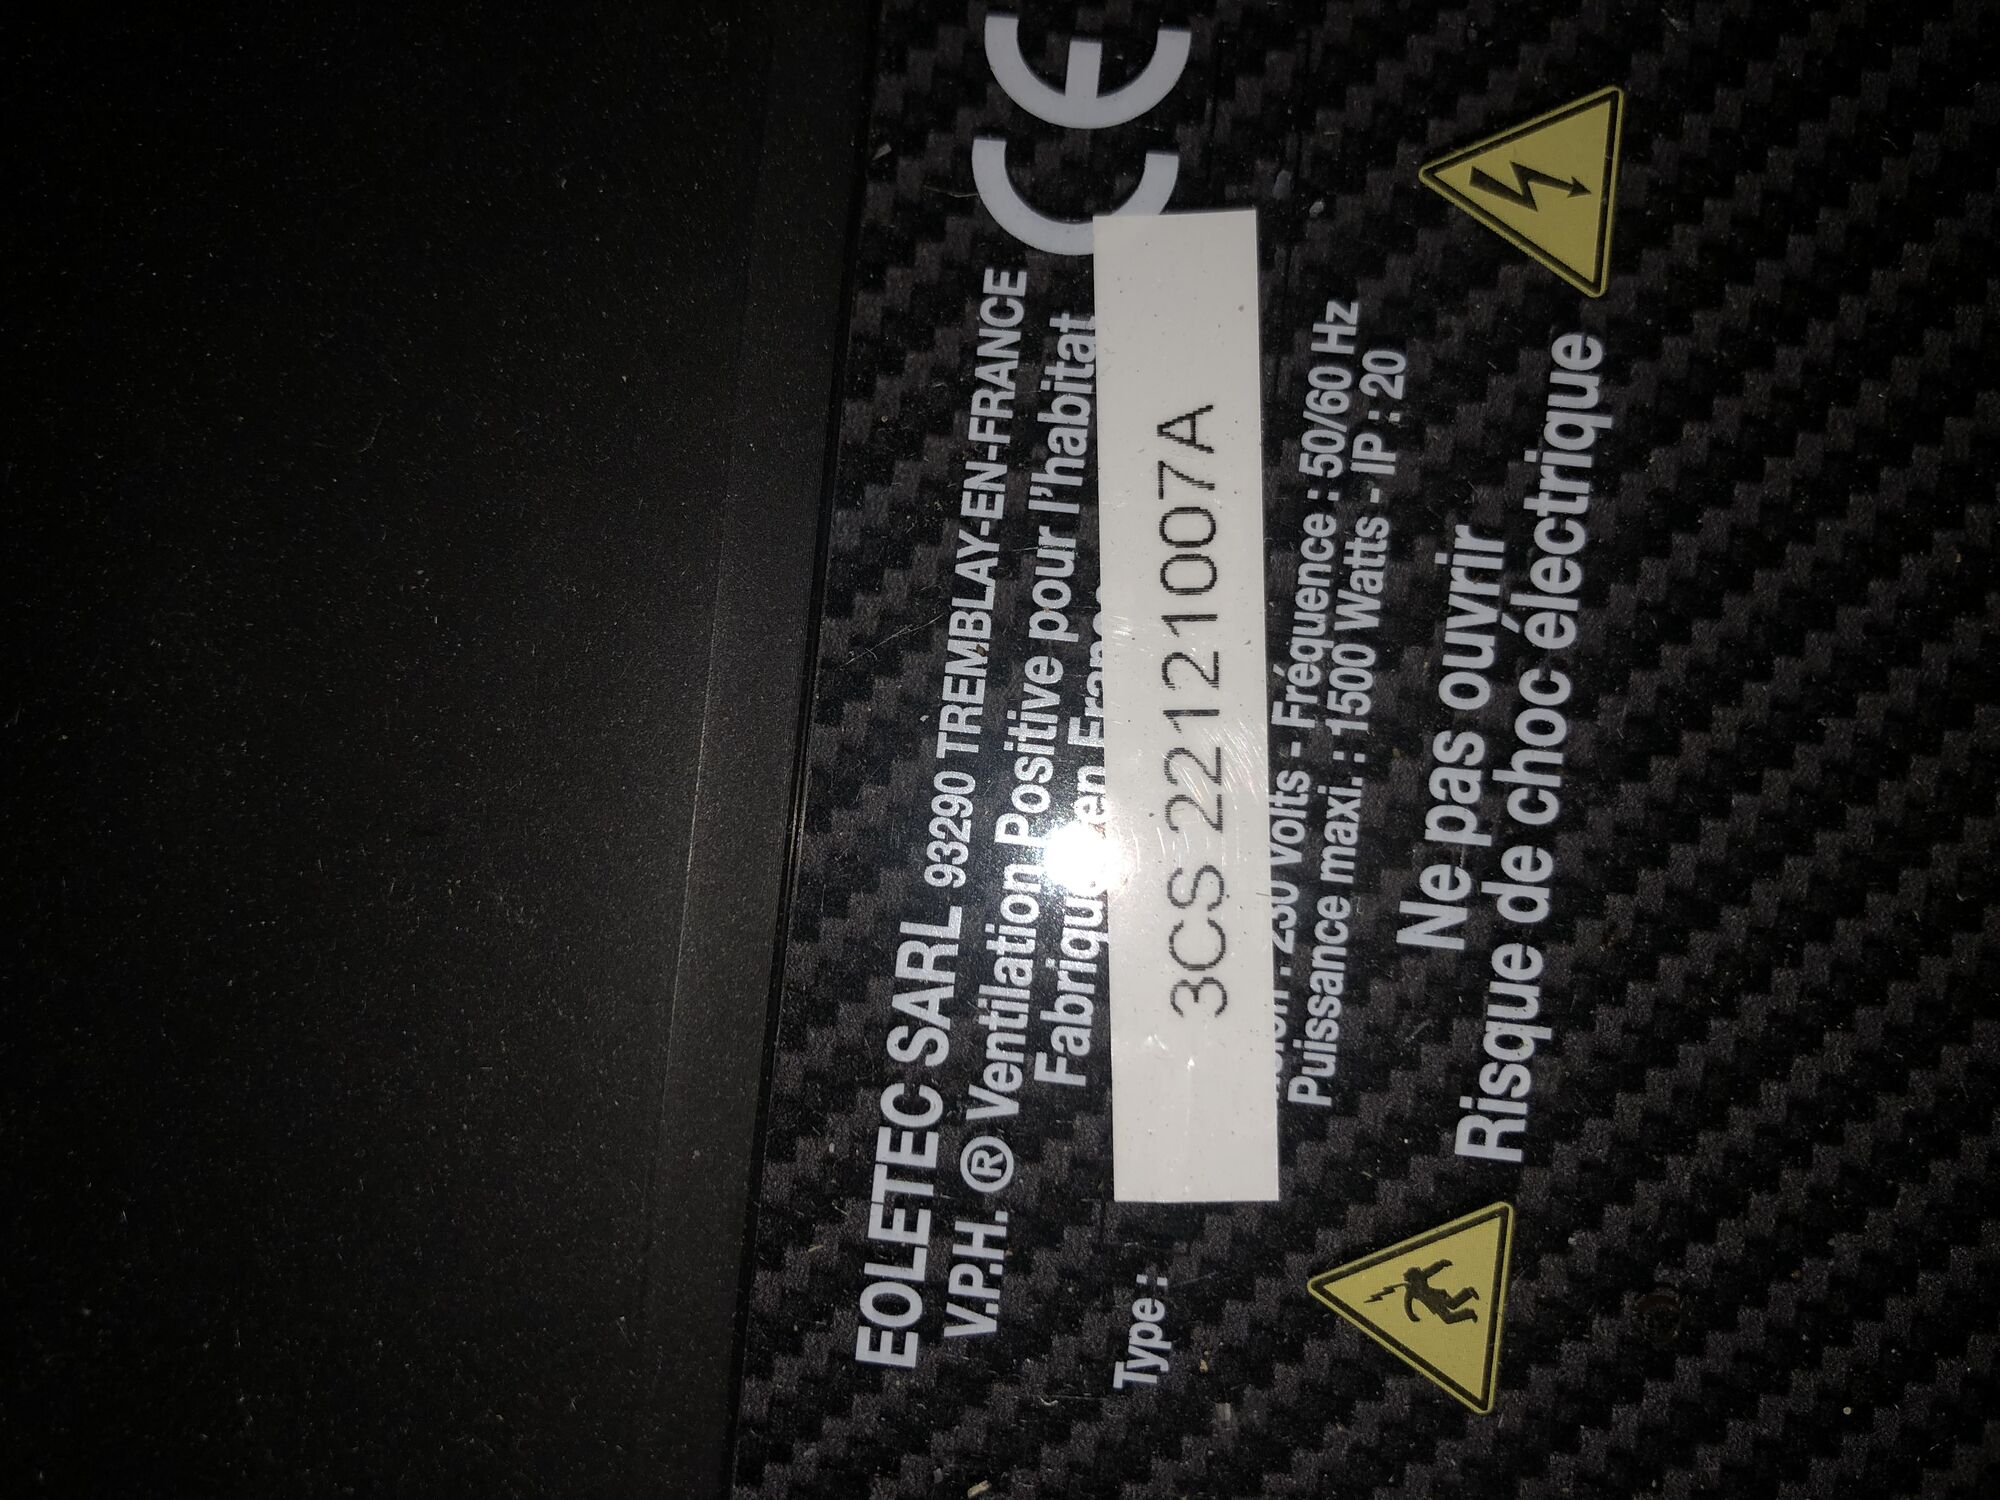 EOLETEC SARL 93290 TREMBLAY-EN-FRANCE
V.P.H. ® Ventilation Positive pour l'habitat
Fabriqué en France
CE
Type :
3CS 22121007A
230 Volts - Fréquence : 50/60 Hz
Puissance maxi. : 1500 Watts - IP : 20
Ne pas ouvrir
Risque de choc électrique